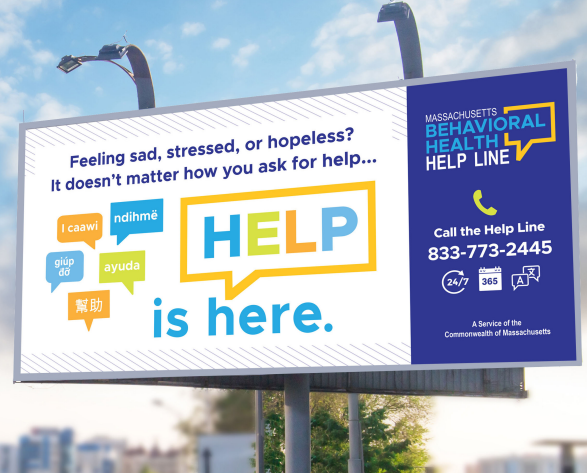 Feeling sad, stressed, or hopeless?
It doesn't matter how you ask for help...
I caawi
ndihmë
giúp
đỡ
ayuda
幫助
HELP
is here.
MASSACHUSETTS
BEHAVIORAL
HEALTH
HELP LINE
Call the Help Line
833-773-2445
24/7
365
A
文
A Service of the
Commonwealth of Massachusetts